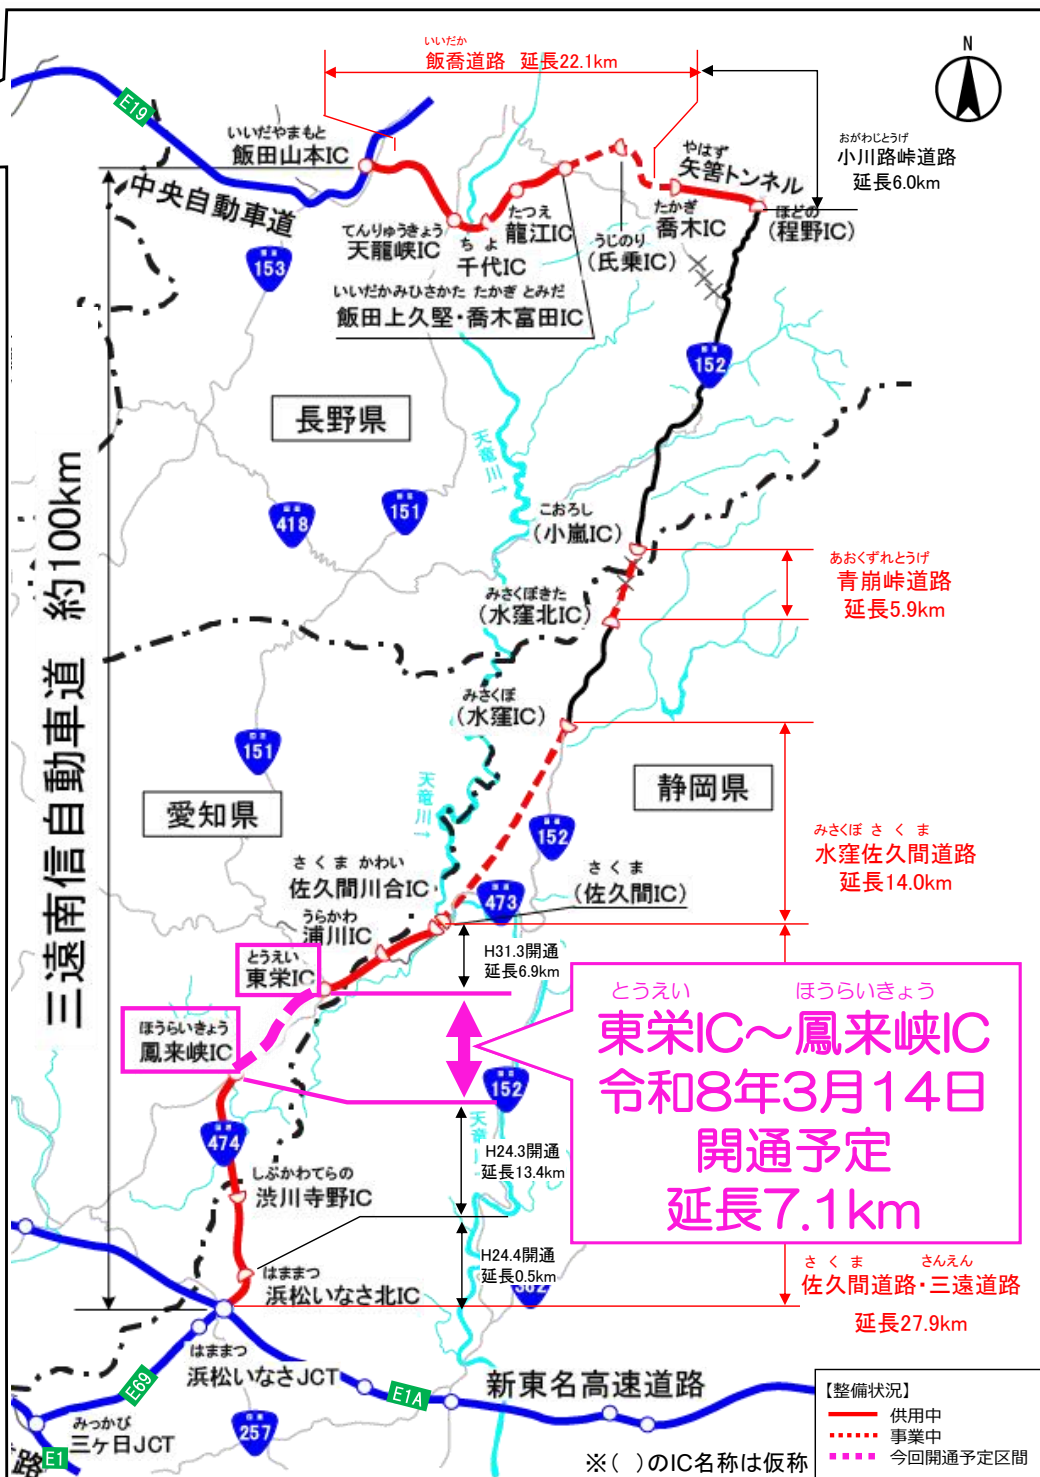 いいだか
飯喬道路 延長22.1km
N
E19
いいだやまもと
飯田山本IC
中央自動車道
おがわじとうげ
小川路峠道路
延長6.0km
やはず
矢筈トンネル
たかぎ
喬木IC
ほどの
(程野IC)
てんりゅうきょう
天龍峡IC
ちよ
千代IC
たつえ
龍江IC
うじのり
(氏乗IC)
いいだかみひさかた たかぎ とみだ
飯田上久堅・喬木富田IC
153
152
長野県
天竜川→
418
151
こおろし
(小嵐IC)
あおくずれとうげ
青崩峠道路
延長5.9km
みさくぼきた
(水窪北IC)
三遠南信自動車道 約100km
みさくぼ
(水窪IC)
151
愛知県
静岡県
天竜川→
152
みさくぼ さくま
水窪佐久間道路
延長14.0km
さくま かわい
佐久間川合IC
さくま
(佐久間IC)
473
うらかわ
浦川IC
とうえい
東栄IC
H31.3開通
延長6.9km
ほうらいきょう
鳳来峡IC
とうえい ほうらいきょう
東栄IC～鳳来峡IC
令和8年3月14日
開通予定
延長7.1km
152
474
H24.3開通
延長13.4km
しぶかわてらの
渋川寺野IC
H24.4開通
延長0.5km
はままつ
浜松いなさ北IC
さくま さんえん
佐久間道路・三遠道路
延長27.9km
はままつ
浜松いなさJCT
E69
E1A
新東名高速道路
みっかび
三ヶ日JCT
E1
路
257
※( )のIC名称は仮称
【整備状況】
供用中
事業中
今回開通予定区間